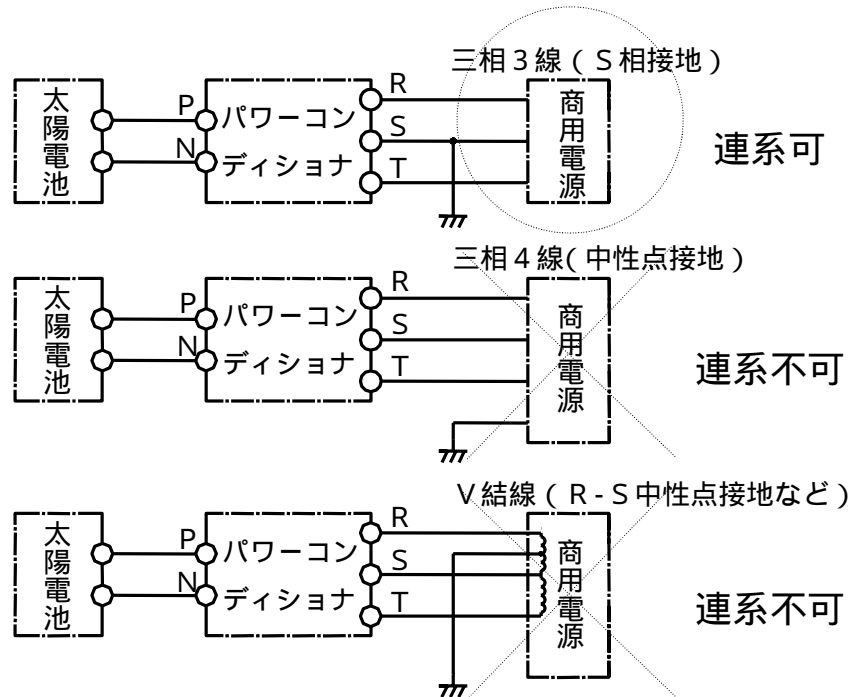 三相３線（Ｓ相接地）
太陽電池
P
N
パワーコン
ディショナ
R
S
T
商用電源
連系可
三相４線（中性点接地）
太陽電池
P
N
パワーコン
ディショナ
R
S
T
商用電源
連系不可
Ｖ結線（Ｒ-Ｓ中性点接地など）
太陽電池
P
N
パワーコン
ディショナ
R
S
T
商用電源
連系不可